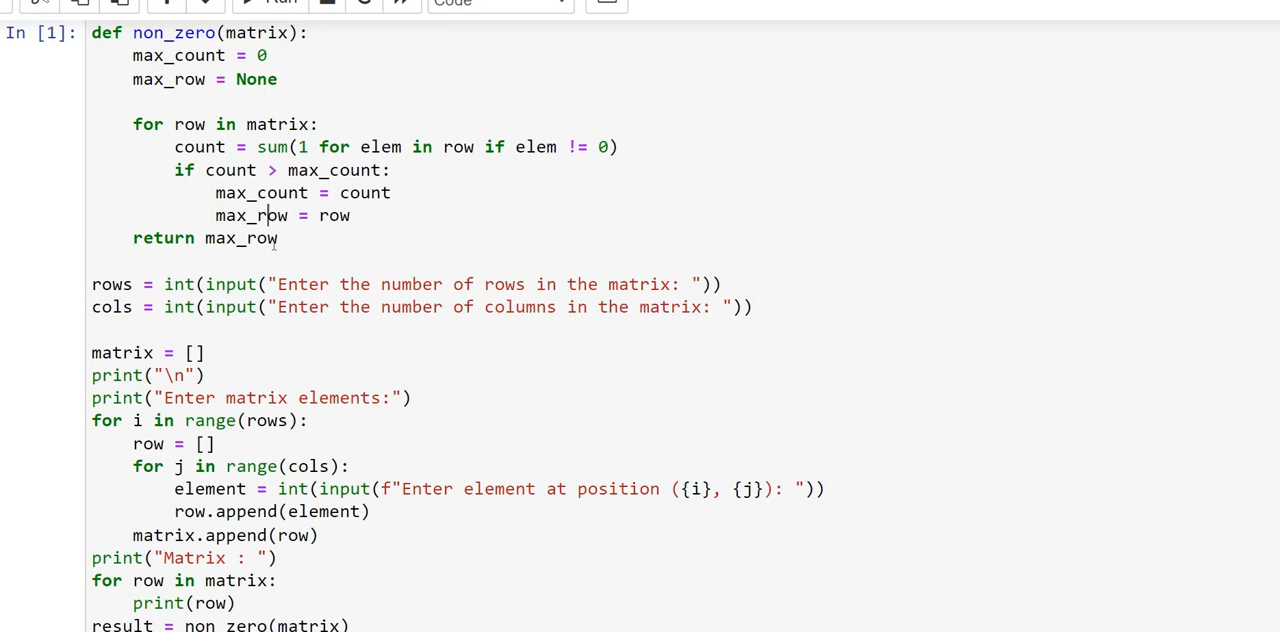 Run
Code
In [1]:
def non_zero(matrix):
    max_count = 0
    max_row = None
    for row in matrix:
        count = sum(1 for elem in row if elem != 0)
        if count > max_count:
            max_count = count
            max_row = row
    return max_row
rows = int(input("Enter the number of rows in the matrix: "))
cols = int(input("Enter the number of columns in the matrix: "))
matrix = []
print("\n")
print("Enter matrix elements:")
for i in range(rows):
    row = []
    for j in range(cols):
        element = int(input(f"Enter element at position ({i}, {j}): "))
        row.append(element)
    matrix.append(row)
print("Matrix : ")
for row in matrix:
    print(row)
result = non_zero(matrix)